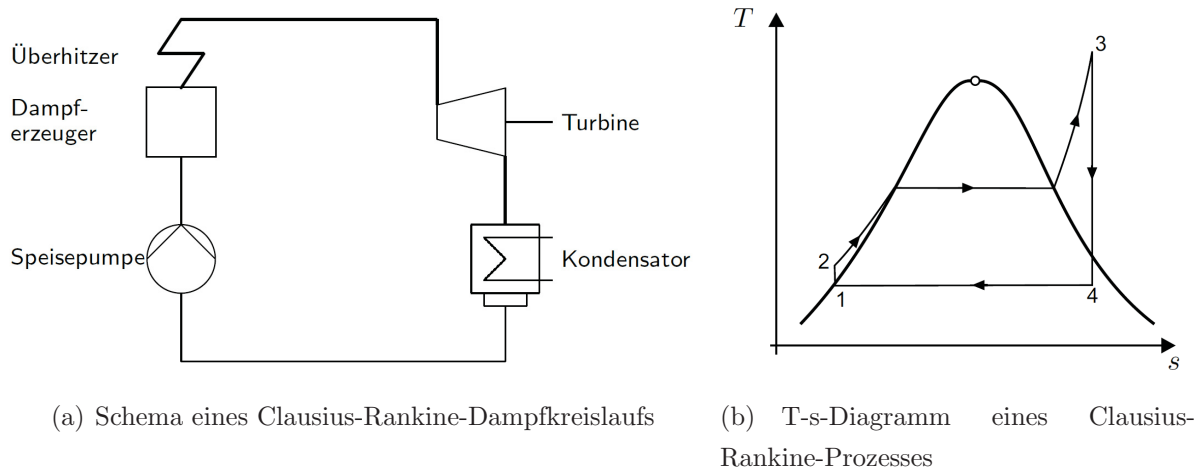 Überhitzer
Dampf-
erzeuger
Speisepumpe
Turbine
Kondensator
(a) Schema eines Clausius-Rankine-Dampfkreislaufs
T
3
2
1
4
s
(b) T-s-Diagramm eines Clausius-
Rankine-Prozesses